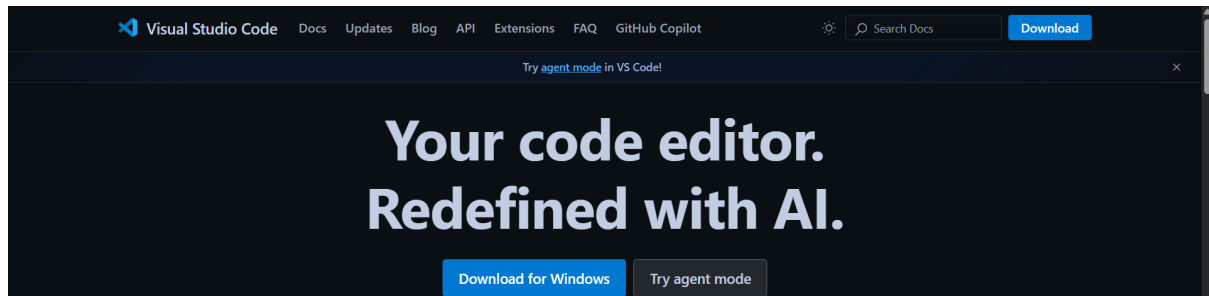 Visual Studio Code Docs Updates Blog API Extensions FAQ GitHub Copilot Search Docs Download
Try agent mode in VS Code!
Your code editor.
Redefined with AI.
Download for Windows Try agent mode